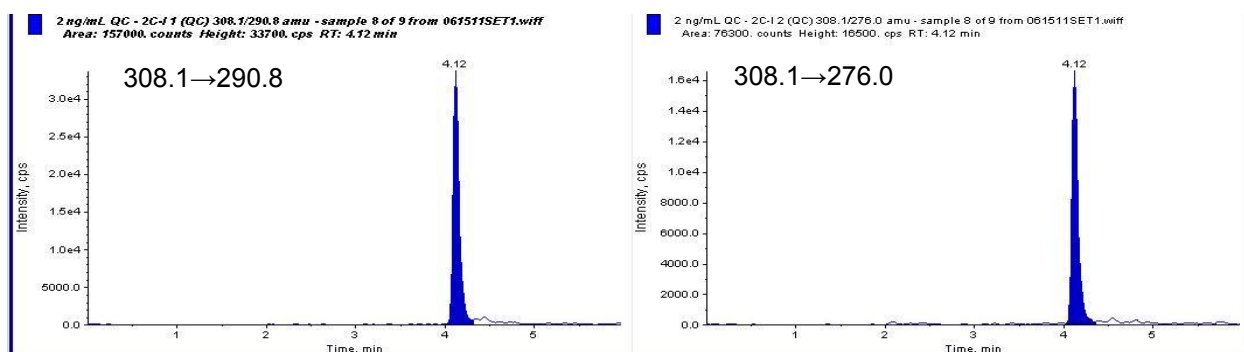 2 ng/mL QC - 2C-I 1 (QC) 308.1/290.8 amu - sample 8 of 9 from 061511SET1.wiff
Area: 157000. counts Height: 33700. cps RT: 4.12 min
308.1→290.8
4.12
3.0e4
2.5e4
2.0e4
1.5e4
1.0e4
5000.0
0.0
Intensity, cps
1 2 3 4 5
Time, min
2 ng/mL QC - 2C-I 2 (QC) 308.1/276.0 amu - sample 8 of 9 from 061511SET1.wiff
Area: 76300. counts Height: 16500. cps RT: 4.12 min
308.1→276.0
4.12
1.6e4
1.4e4
1.2e4
1.0e4
8000.0
6000.0
4000.0
2000.0
0.0
Intensity, cps
1 2 3 4 5
Time, min